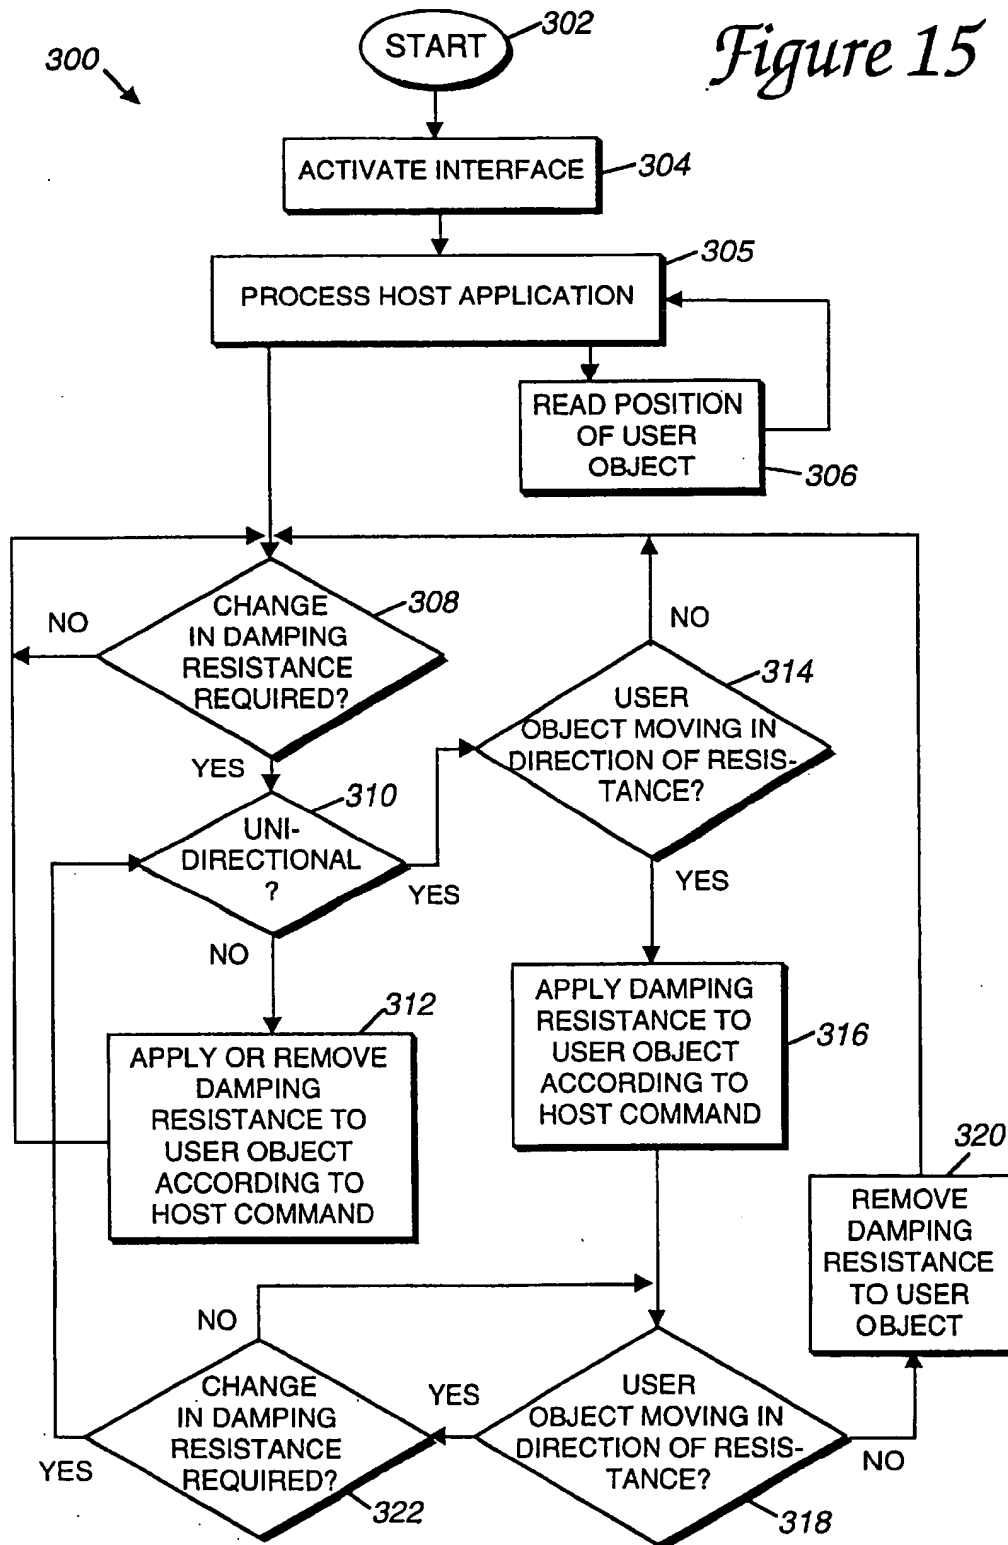 Figure 15
300
START
302
ACTIVATE INTERFACE
304
PROCESS HOST APPLICATION
305
READ POSITION
OF USER
OBJECT
306
CHANGE
IN DAMPING
RESISTANCE
REQUIRED?
308
NO
YES
UNI-
DIRECTIONAL
?
310
YES
NO
APPLY OR REMOVE
DAMPING
RESISTANCE TO
USER OBJECT
ACCORDING TO
HOST COMMAND
312
USER
OBJECT MOVING IN
DIRECTION OF RESIS-
TANCE?
314
NO
YES
APPLY DAMPING
RESISTANCE TO
USER OBJECT
ACCORDING TO
HOST COMMAND
316
USER
OBJECT MOVING IN
DIRECTION OF RESIS-
TANCE?
318
YES
NO
REMOVE
DAMPING
RESISTANCE
TO USER
OBJECT
320
CHANGE
IN DAMPING
RESISTANCE
REQUIRED?
322
NO
YES